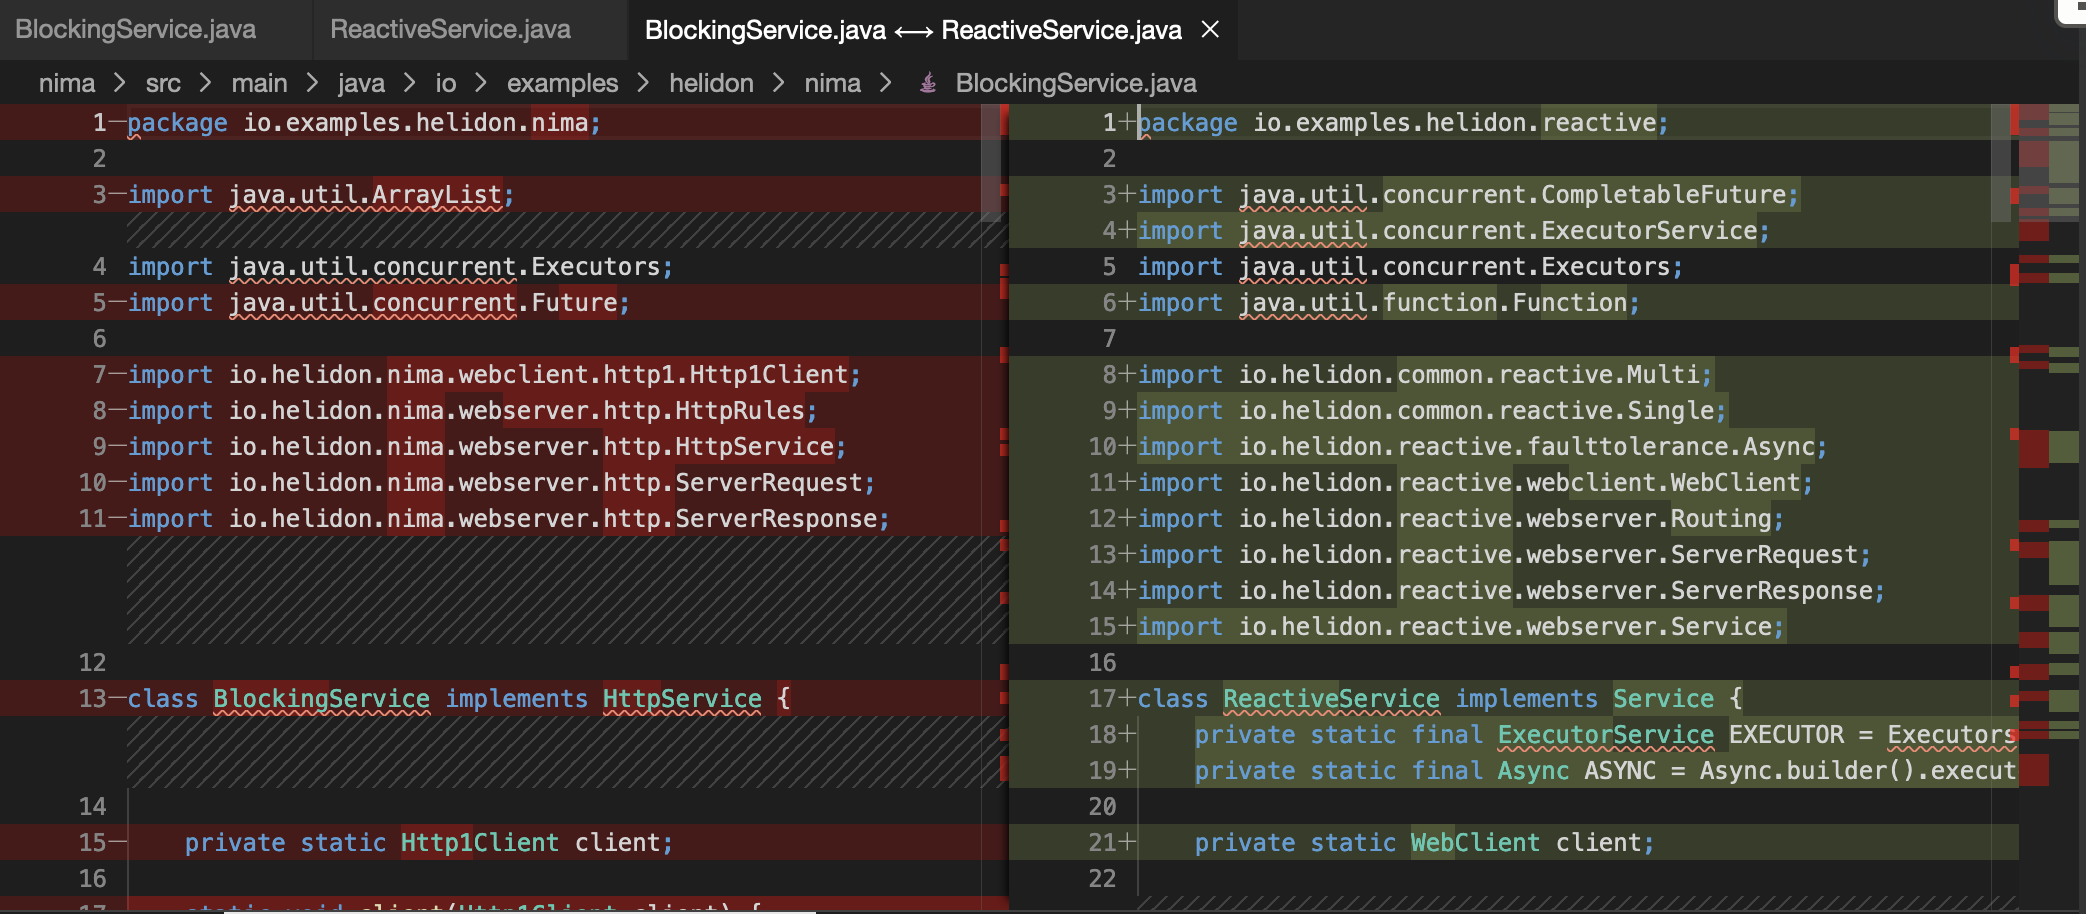 BlockingService.java ReactiveService.java BlockingService.java ⟷ ReactiveService.java ×
nima > src > main > java > io > examples > helidon > nima > BlockingService.java
1−package io.examples.helidon.nima;
2
3−import java.util.ArrayList;
4 import java.util.concurrent.Executors;
5−import java.util.concurrent.Future;
6
7−import io.helidon.nima.webclient.http1.Http1Client;
8−import io.helidon.nima.webserver.http.HttpRules;
9−import io.helidon.nima.webserver.http.HttpService;
10−import io.helidon.nima.webserver.http.ServerRequest;
11−import io.helidon.nima.webserver.http.ServerResponse;
12
13−class BlockingService implements HttpService {
14
15− private static Http1Client client;
16
17 static void client(Http1Client client) {
1+package io.examples.helidon.reactive;
2
3+import java.util.concurrent.CompletableFuture;
4+import java.util.concurrent.ExecutorService;
5 import java.util.concurrent.Executors;
6+import java.util.function.Function;
7
8+import io.helidon.common.reactive.Multi;
9+import io.helidon.common.reactive.Single;
10+import io.helidon.reactive.faulttolerance.Async;
11+import io.helidon.reactive.webclient.WebClient;
12+import io.helidon.reactive.webserver.Routing;
13+import io.helidon.reactive.webserver.ServerRequest;
14+import io.helidon.reactive.webserver.ServerResponse;
15+import io.helidon.reactive.webserver.Service;
16
17+class ReactiveService implements Service {
18+ private static final ExecutorService EXECUTOR = Executors
19+ private static final Async ASYNC = Async.builder().execut
20
21+ private static WebClient client;
22